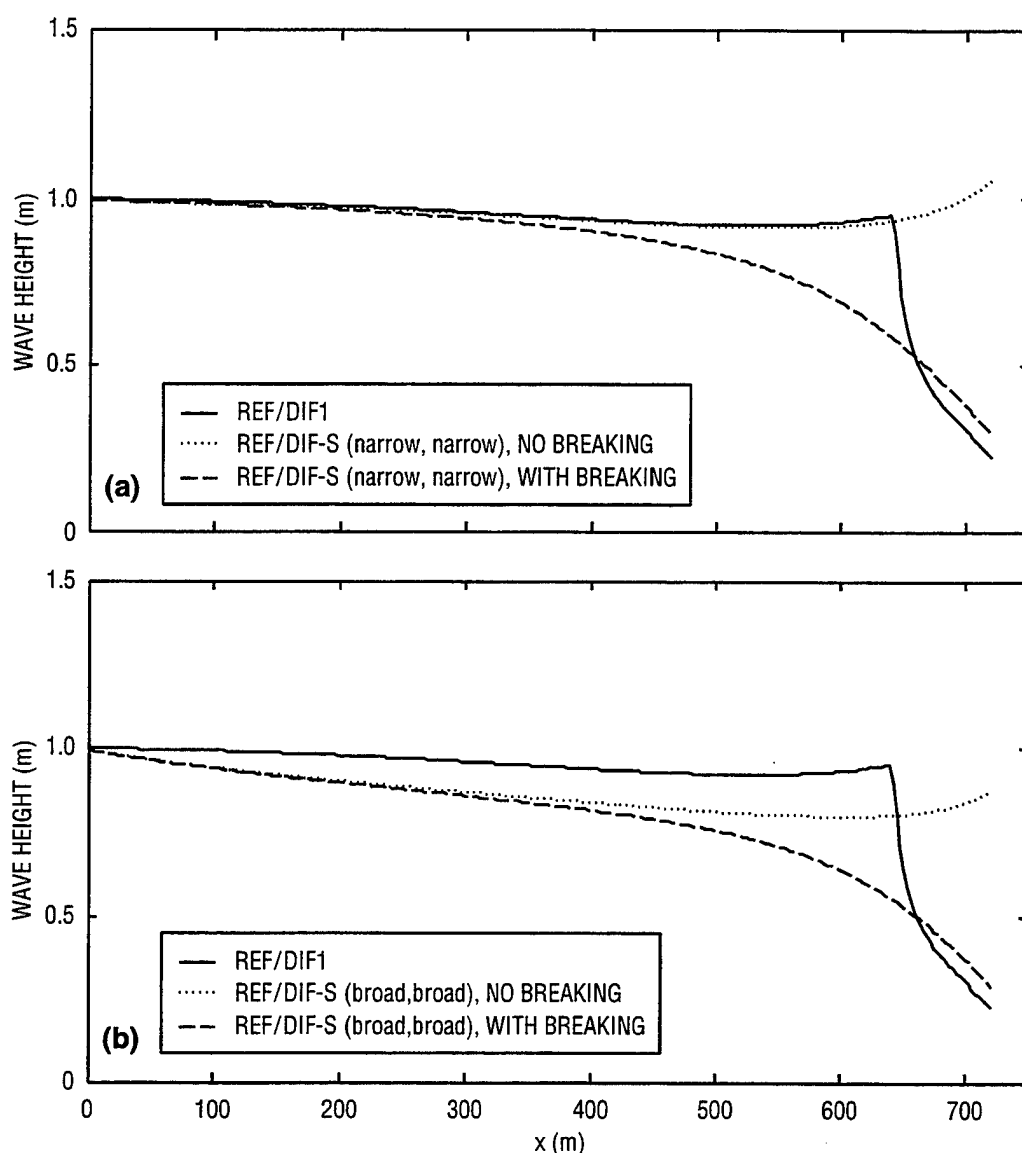 1.5
1.0
0.5
0
WAVE HEIGHT (m)
REF/DIF1
REF/DIF-S (narrow, narrow), NO BREAKING
REF/DIF-S (narrow, narrow), WITH BREAKING
(a)
1.5
1.0
0.5
0
WAVE HEIGHT (m)
REF/DIF1
REF/DIF-S (broad,broad), NO BREAKING
REF/DIF-S (broad,broad), WITH BREAKING
(b)
0 100 200 300 400 500 600 700
x (m)